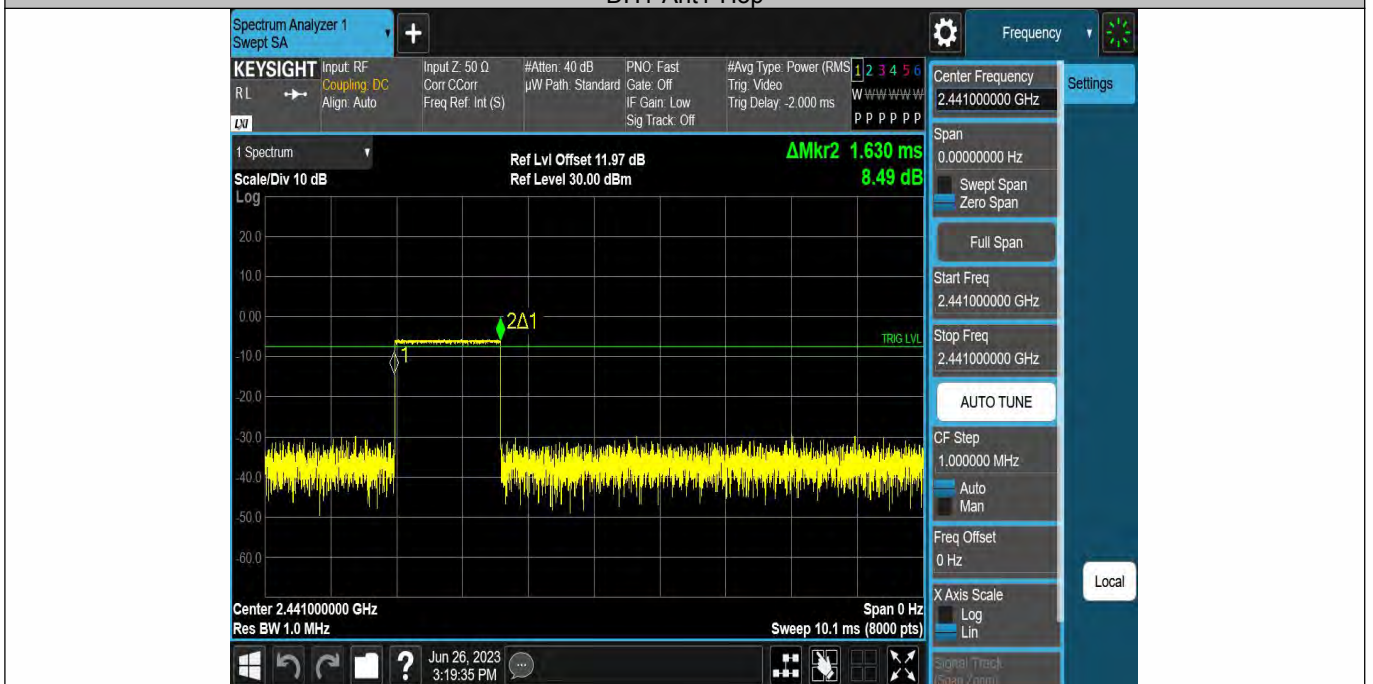 Spectrum Analyzer 1
Swept SA
+
Frequency
KEYSIGHT
RL
LXI
Input: RF
Coupling: DC
Align: Auto
Input Z: 50 Ω
Corr CCorr
Freq Ref: Int (S)
#Atten: 40 dB
µW Path: Standard
PNO: Fast
Gate: Off
IF Gain: Low
Sig Track: Off
#Avg Type: Power (RMS
Trig: Video
Trig Delay: -2.000 ms
1 2 3 4 5 6
W W W W W W
P P P P P P
1 Spectrum
Scale/Div 10 dB
Log
Ref Lvl Offset 11.97 dB
Ref Level 30.00 dBm
ΔMkr2 1.630 ms
8.49 dB
20.0
10.0
0.00
-10.0
-20.0
-30.0
-40.0
-50.0
-60.0
2Δ1
1
TRIG LVL
Center 2.441000000 GHz
Res BW 1.0 MHz
Span 0 Hz
Sweep 10.1 ms (8000 pts)
Center Frequency
2.441000000 GHz
Settings
Span
0.00000000 Hz
Swept Span
Zero Span
Full Span
Start Freq
2.441000000 GHz
Stop Freq
2.441000000 GHz
AUTO TUNE
CF Step
1.000000 MHz
Auto
Man
Freq Offset
0 Hz
X Axis Scale
Log
Lin
Signal Track
(Span Zoom)
Local
?
Jun 26, 2023
3:19:35 PM